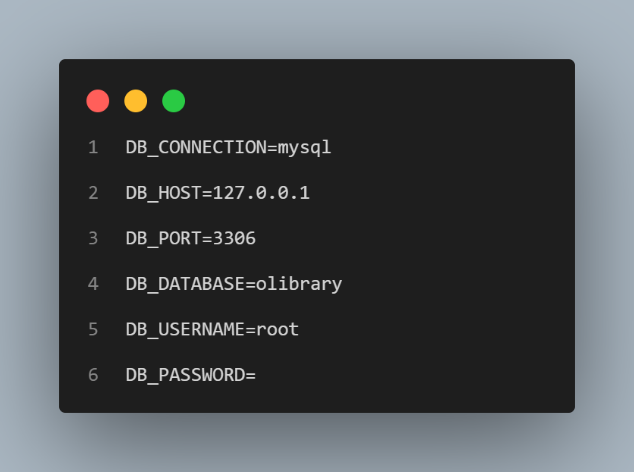 1 DB_CONNECTION=mysql
2 DB_HOST=127.0.0.1
3 DB_PORT=3306
4 DB_DATABASE=olibrary
5 DB_USERNAME=root
6 DB_PASSWORD=